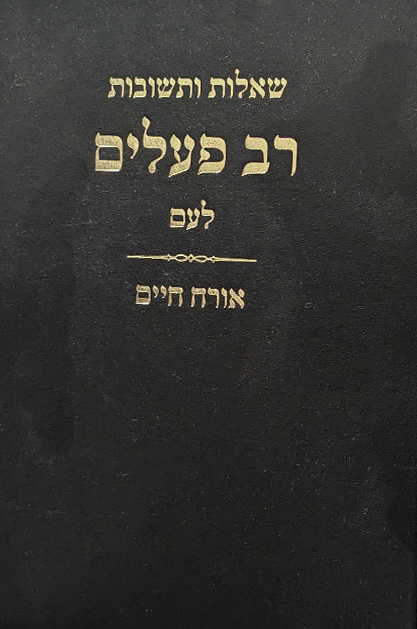 שאלות ותשובות
רב פעלים
לעם
אורח חיים